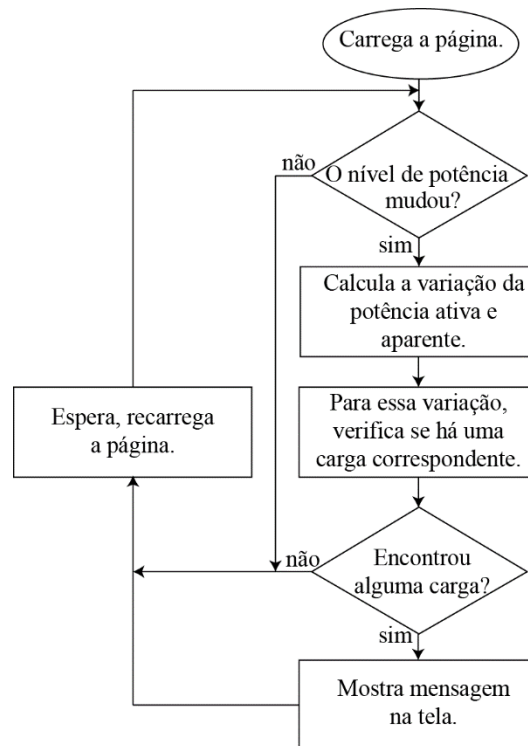 Carrega a página.
não
O nível de potência
mudou?
sim
Calcula a variação da
potência ativa e
aparente.
Espera, recarrega
a página.
Para essa variação,
verifica se há uma
carga correspondente.
não
Encontrou
alguma carga?
sim
Mostra mensagem
na tela.